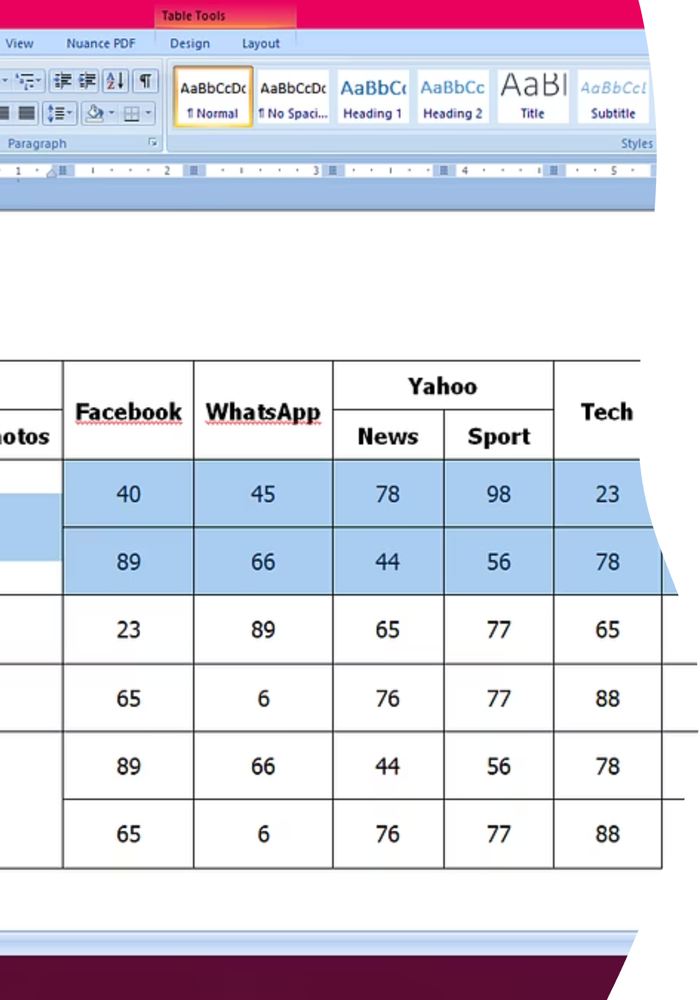 Table Tools
View Nuance PDF Design Layout
AaBbCcDc AaBbCcDc AaBbCc AaBbCc AaBl AaBbCcL
¶ Normal ¶ No Spaci... Heading 1 Heading 2 Title Subtitle
Paragraph Styles
1 2 3 4 5
Yahoo
Facebook WhatsApp Tech
hotos News Sport
40 45 78 98 23
89 66 44 56 78
23 89 65 77 65
65 6 76 77 88
89 66 44 56 78
65 6 76 77 88